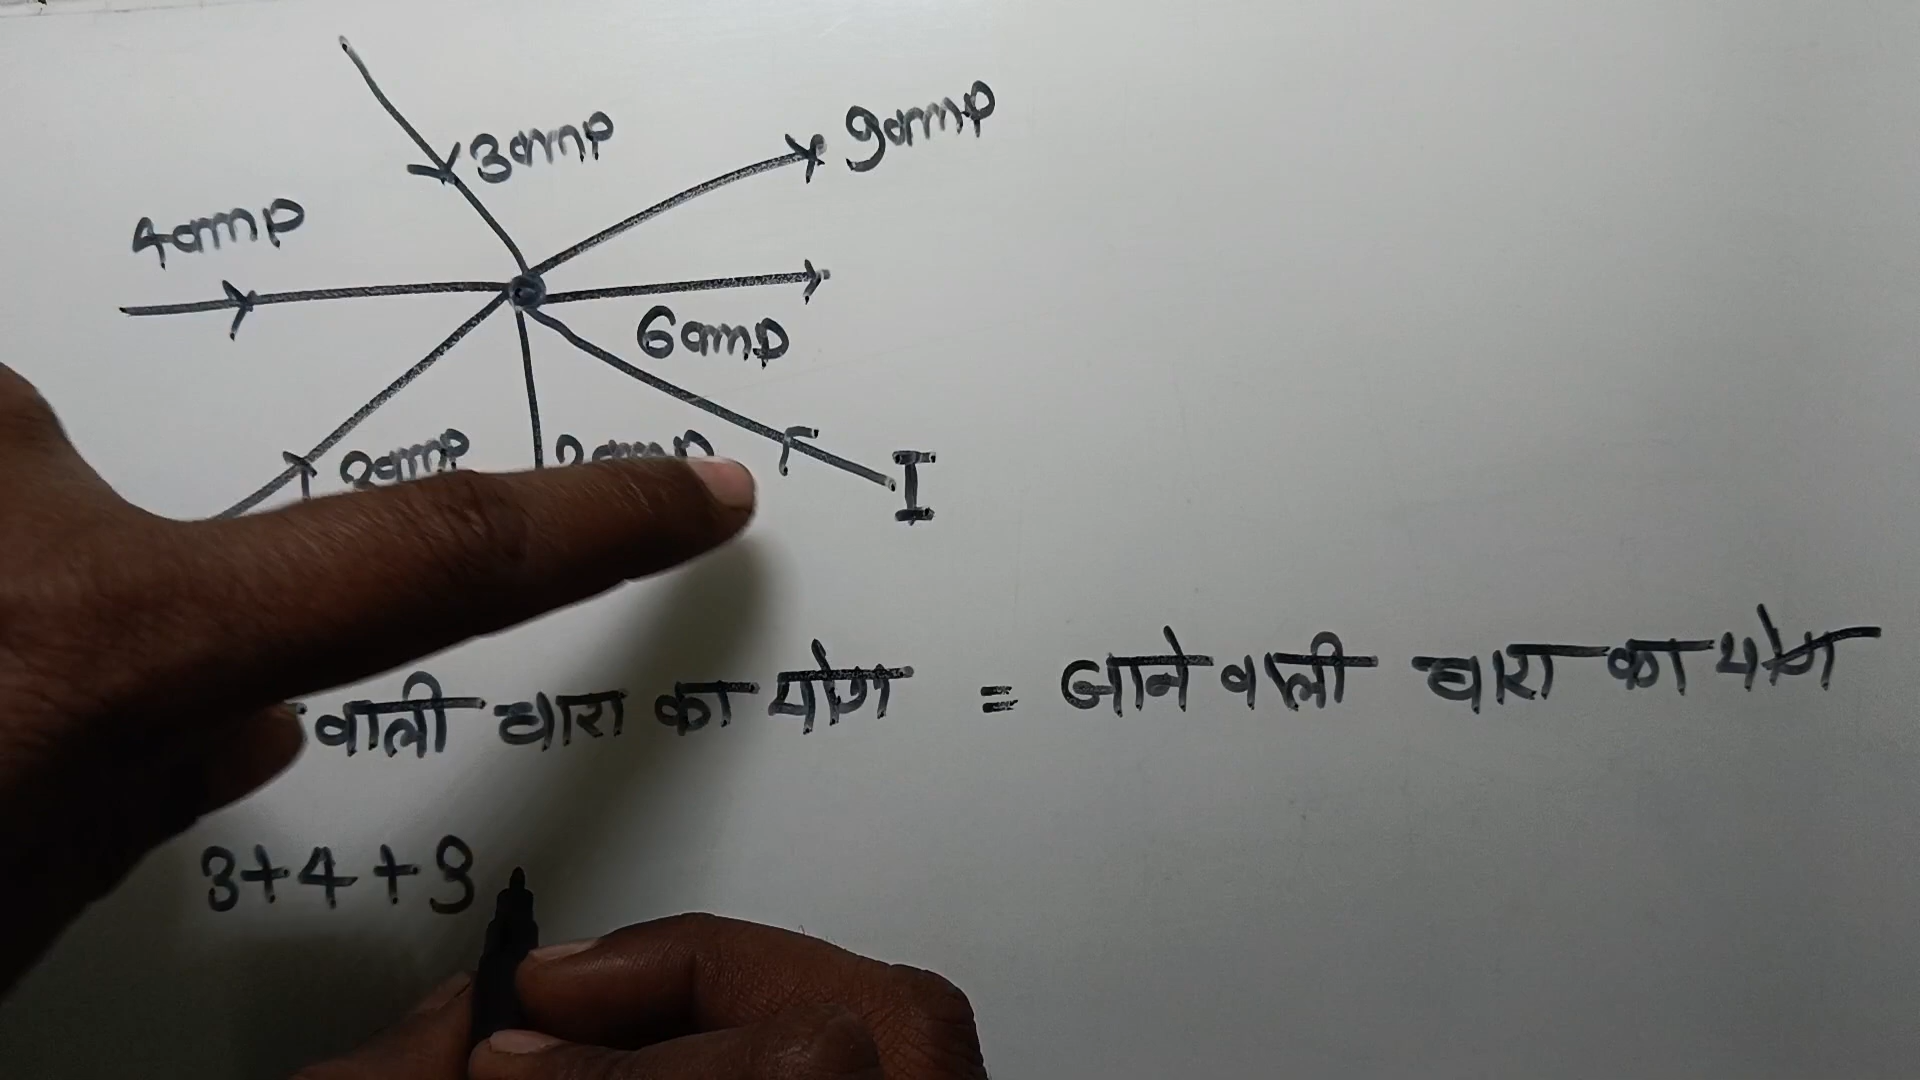 3amp
9amp
4amp
6amp
I
वाली धारा का योग = जाने वाली धारा का योग
3+4+3